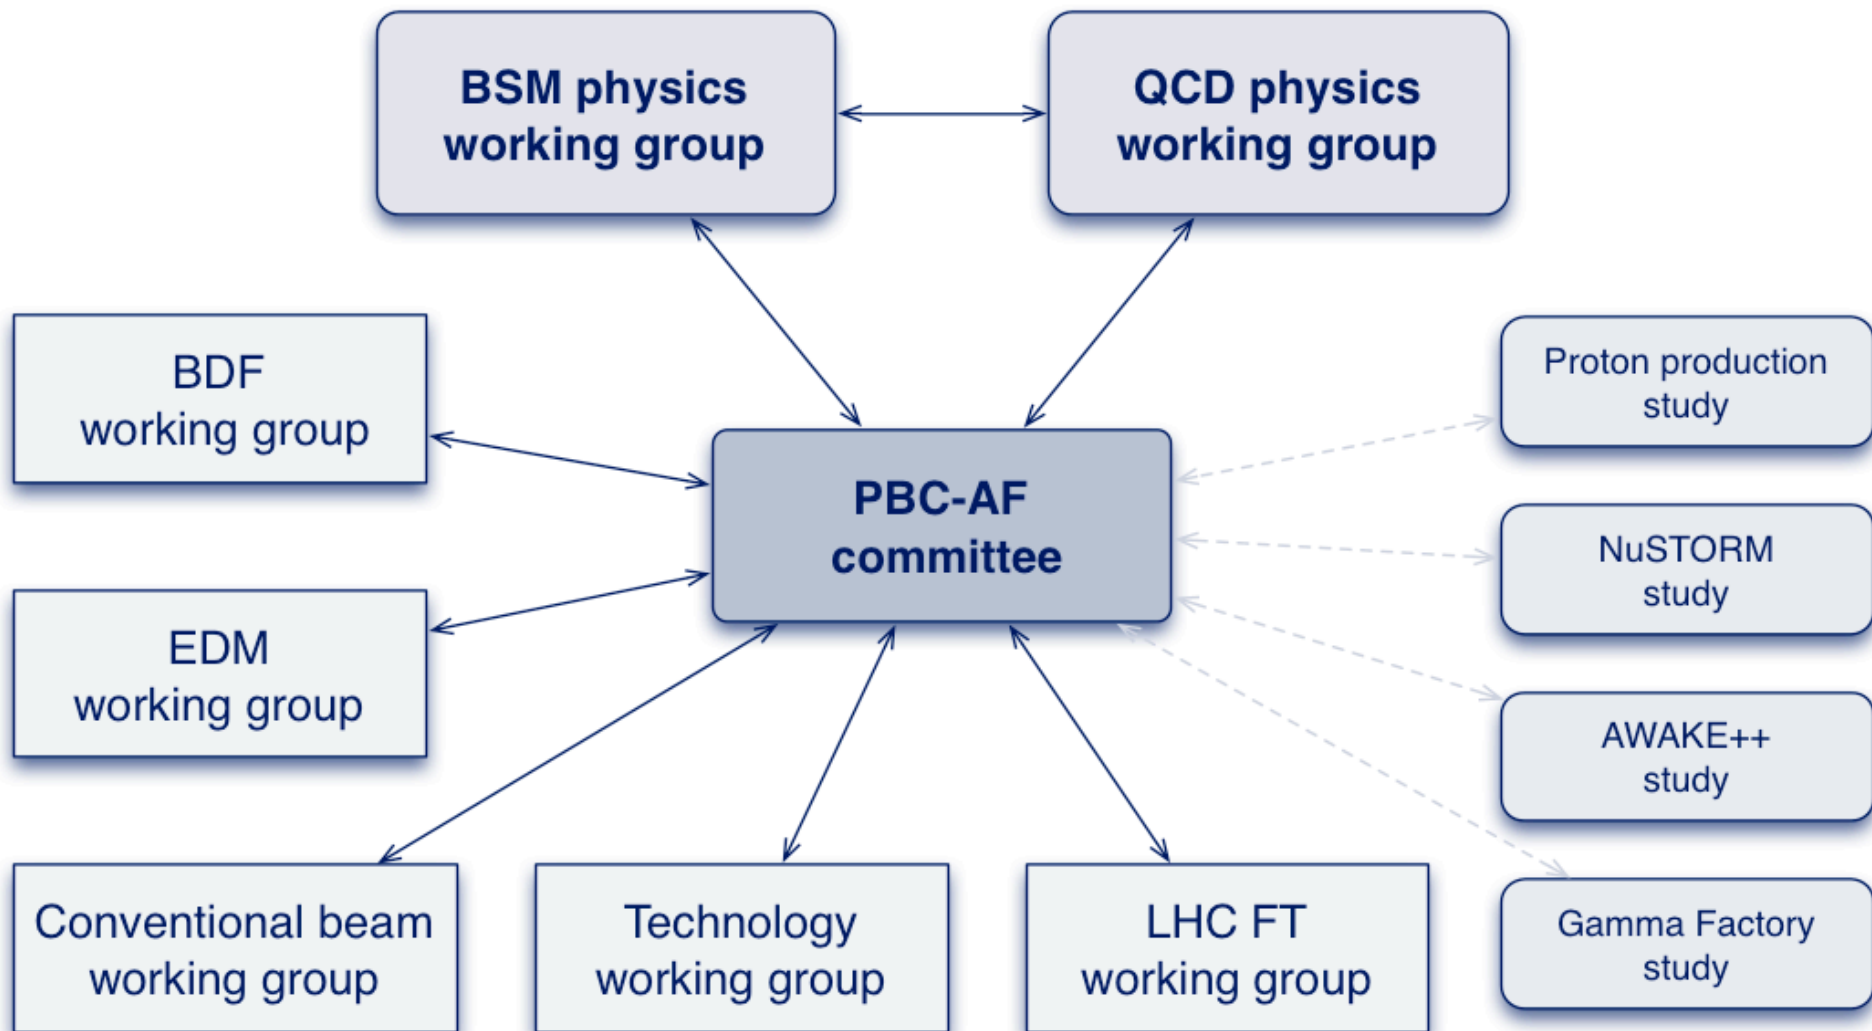 BSM physics
working group
QCD physics
working group
BDF
working group
Proton production
study
PBC-AF
committee
NuSTORM
study
EDM
working group
AWAKE++
study
Conventional beam
working group
Technology
working group
LHC FT
working group
Gamma Factory
study